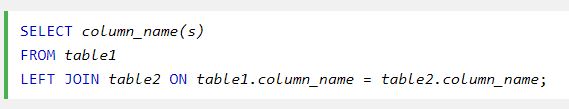 SELECT column_name(s)
FROM table1
LEFT JOIN table2 ON table1.column_name = table2.column_name;